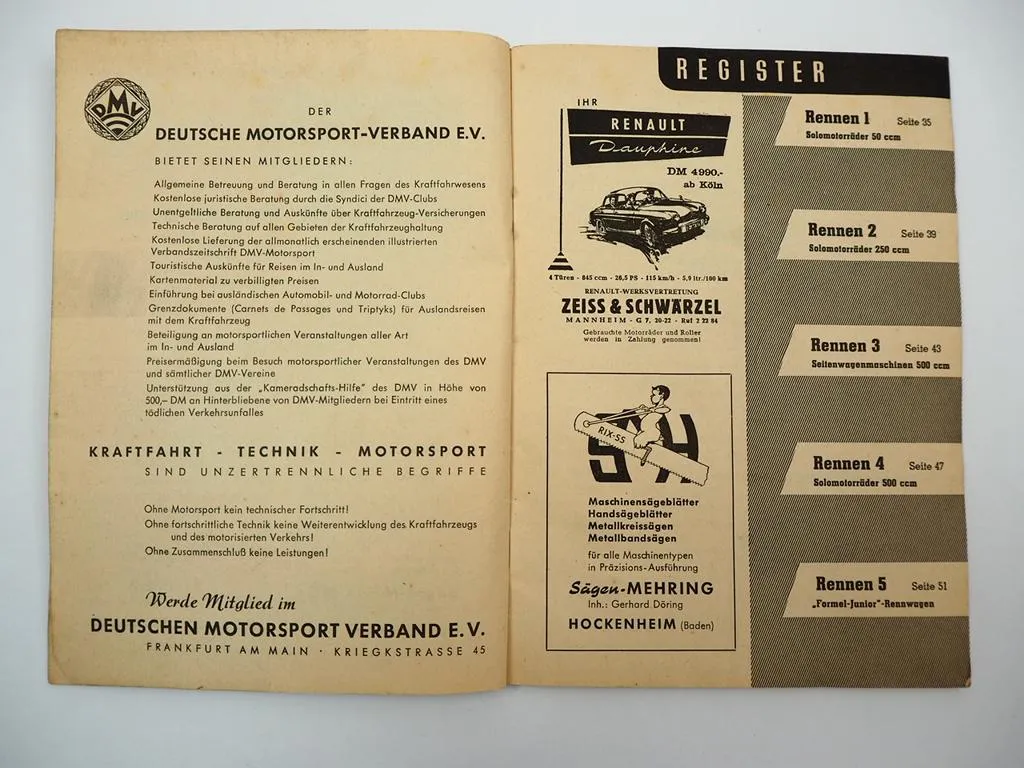 DMV
DER
DEUTSCHE MOTORSPORT-VERBAND E.V.
BIETET SEINEN MITGLIEDERN:
Allgemeine Betreuung und Beratung in allen Fragen des Kraftfahrwesens
Kostenlose juristische Beratung durch die Syndici der DMV-Clubs
Unentgeltliche Beratung und Auskünfte über Kraftfahrzeug-Versicherungen
Technische Beratung auf allen Gebieten der Kraftfahrzeughaltung
Kostenlose Lieferung der allmonatlich erscheinenden illustrierten
Verbandszeitschrift DMV-Motorsport
Touristische Auskünfte für Reisen im In- und Ausland
Kartenmaterial zu verbilligten Preisen
Einführung bei ausländischen Automobil- und Motorrad-Clubs
Grenzdokumente (Carnets de Passages und Triptyks) für Auslandsreisen
mit dem Kraftfahrzeug
Beteiligung an motorsportlichen Veranstaltungen aller Art
im In- und Ausland
Preisermäßigung beim Besuch motorsportlicher Veranstaltungen des DMV
und sämtlicher DMV-Vereine
Unterstützung aus der „Kameradschafts-Hilfe" des DMV in Höhe von
500,– DM an Hinterbliebene von DMV-Mitgliedern bei Eintritt eines
tödlichen Verkehrsunfalles
KRAFTFAHRT - TECHNIK - MOTORSPORT
SIND UNZERTRENNLICHE BEGRIFFE
Ohne Motorsport kein technischer Fortschritt!
Ohne fortschrittliche Technik keine Weiterentwicklung des Kraftfahrzeugs
und des motorisierten Verkehrs!
Ohne Zusammenschluß keine Leistungen!
Werde Mitglied im
DEUTSCHEN MOTORSPORT VERBAND E.V.
FRANKFURT AM MAIN · KRIEGKSTRASSE 45
REGISTER
IHR
RENAULT
Dauphine
DM 4990.-
ab Köln
4 Türen - 845 ccm - 26,5 PS - 115 km/h - 5,9 ltr./100 km
RENAULT-WERKSVERTRETUNG
ZEISS & SCHWÄRZEL
MANNHEIM - G 7, 20-22 - Ruf 2 22 84
Gebrauchte Motorräder und Roller
werden in Zahlung genommen!
SH
RIX-SS
Maschinensägeblätter
Handsägeblätter
Metallkreissägen
Metallbandsägen
für alle Maschinentypen
in Präzisions-Ausführung
Sägen-MEHRING
Inh.: Gerhard Döring
HOCKENHEIM (Baden)
Rennen 1 Seite 35
Solomotorräder 50 ccm
Rennen 2 Seite 39
Solomotorräder 250 ccm
Rennen 3 Seite 43
Seitenwagenmaschinen 500 ccm
Rennen 4 Seite 47
Solomotorräder 500 ccm
Rennen 5 Seite 51
„Formel-Junior"-Rennwagen